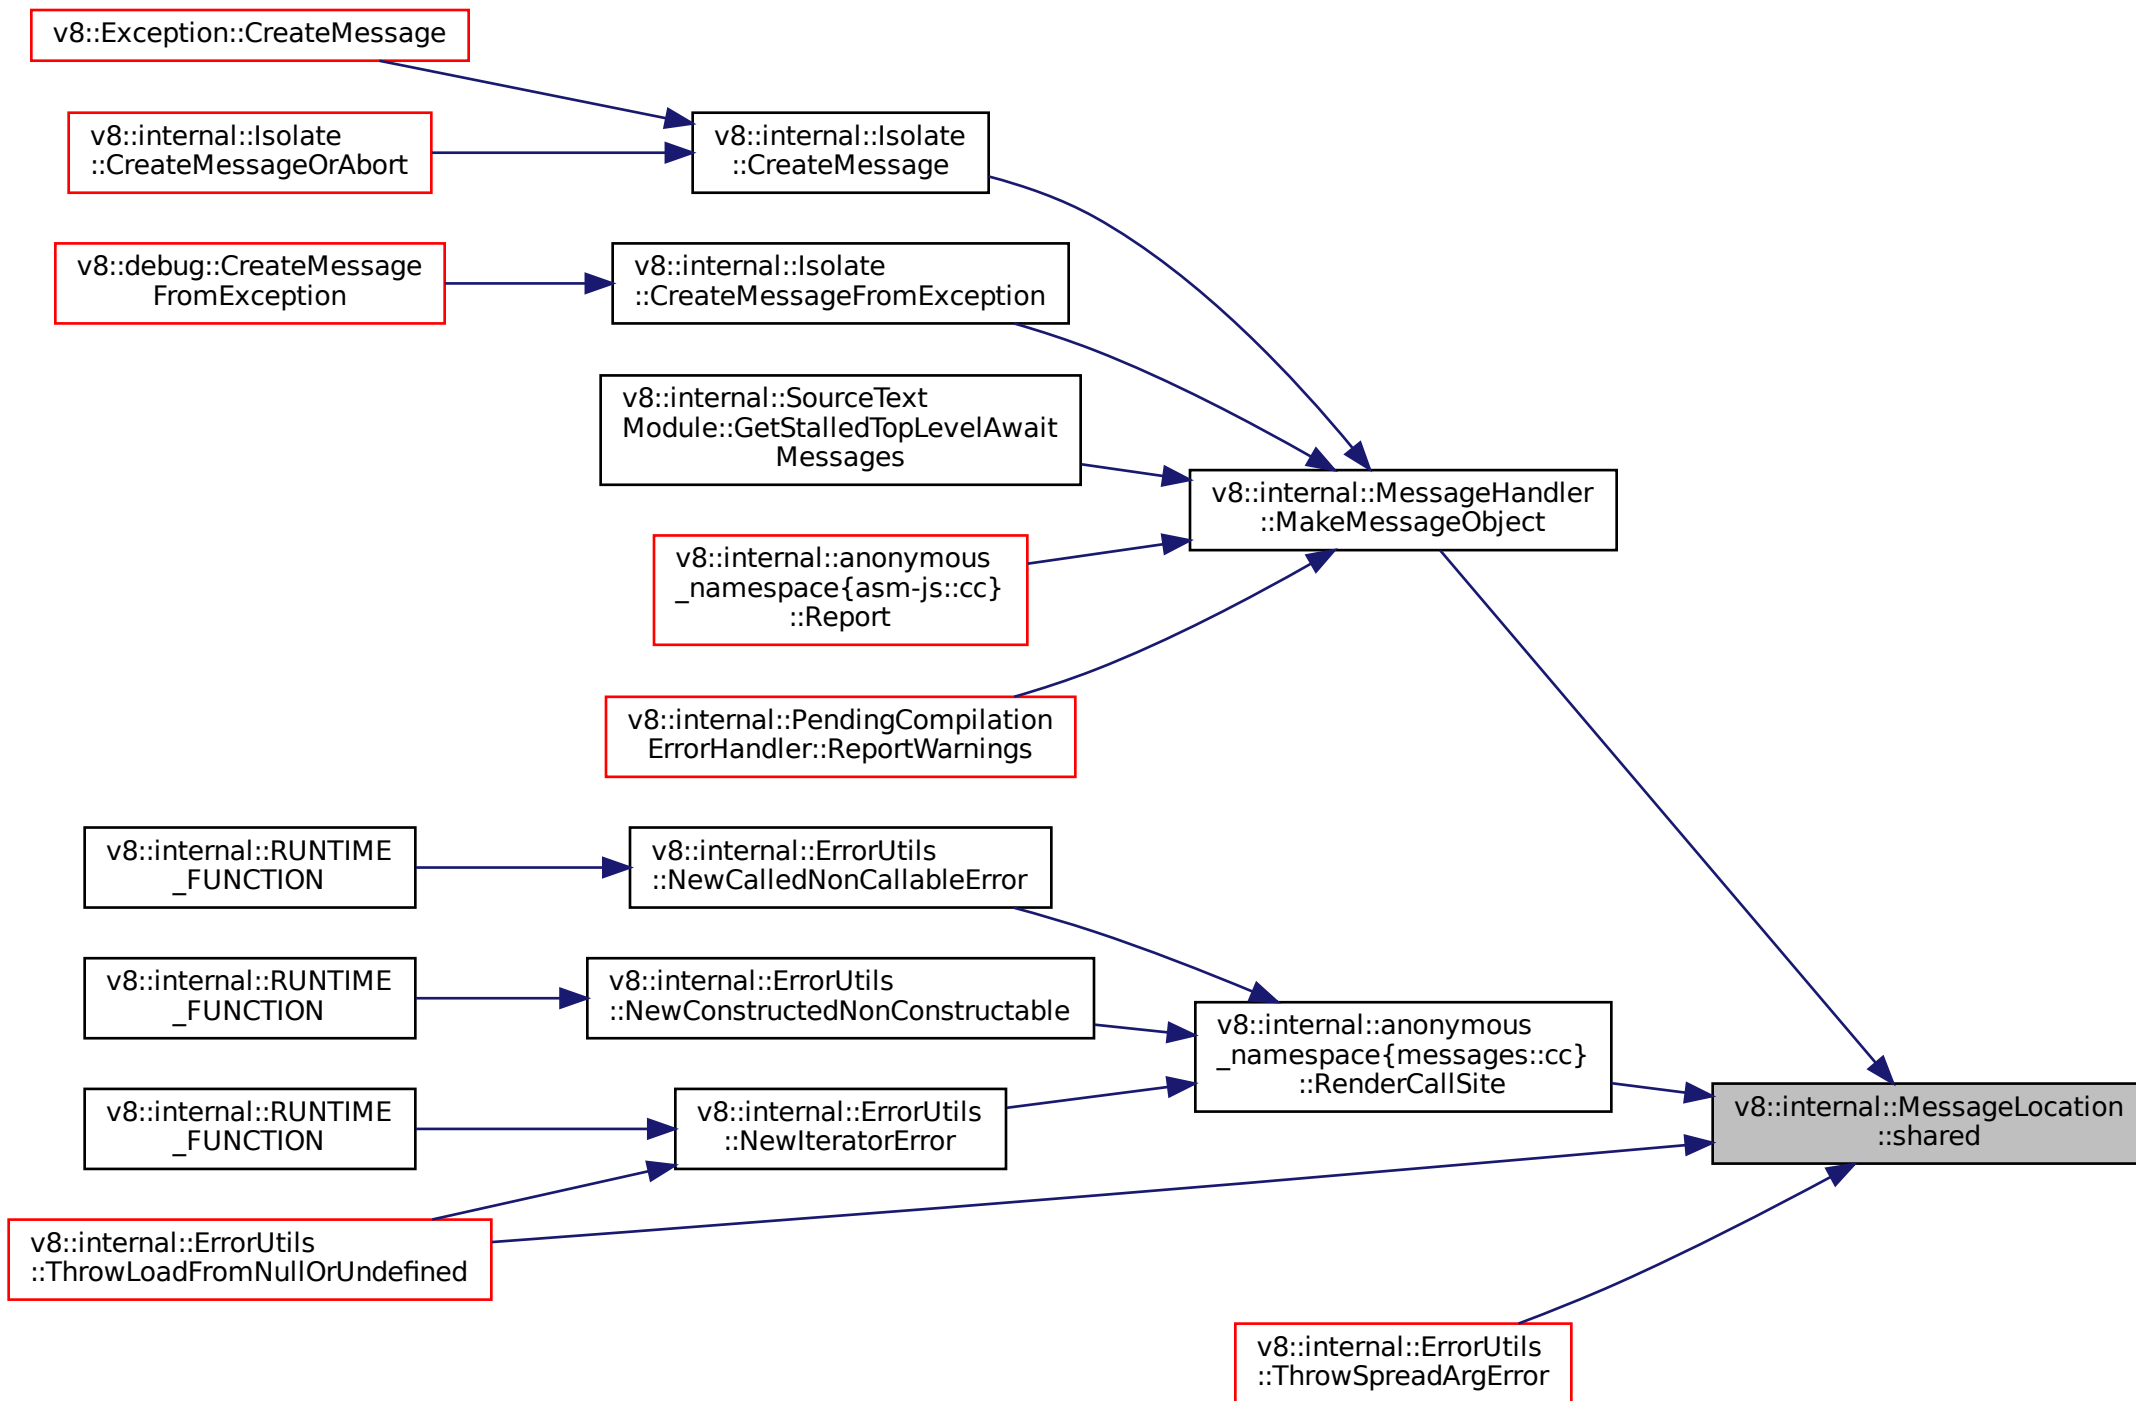 v8::Exception::CreateMessage
v8::internal::Isolate
::CreateMessageOrAbort
v8::internal::Isolate
::CreateMessage
v8::debug::CreateMessage
FromException
v8::internal::Isolate
::CreateMessageFromException
v8::internal::SourceText
Module::GetStalledTopLevelAwait
Messages
v8::internal::MessageHandler
::MakeMessageObject
v8::internal::anonymous
_namespace{asm-js::cc}
::Report
v8::internal::PendingCompilation
ErrorHandler::ReportWarnings
v8::internal::RUNTIME
_FUNCTION
v8::internal::ErrorUtils
::NewCalledNonCallableError
v8::internal::RUNTIME
_FUNCTION
v8::internal::ErrorUtils
::NewConstructedNonConstructable
v8::internal::anonymous
_namespace{messages::cc}
::RenderCallSite
v8::internal::RUNTIME
_FUNCTION
v8::internal::ErrorUtils
::NewIteratorError
v8::internal::MessageLocation
::shared
v8::internal::ErrorUtils
::ThrowLoadFromNullOrUndefined
v8::internal::ErrorUtils
::ThrowSpreadArgError